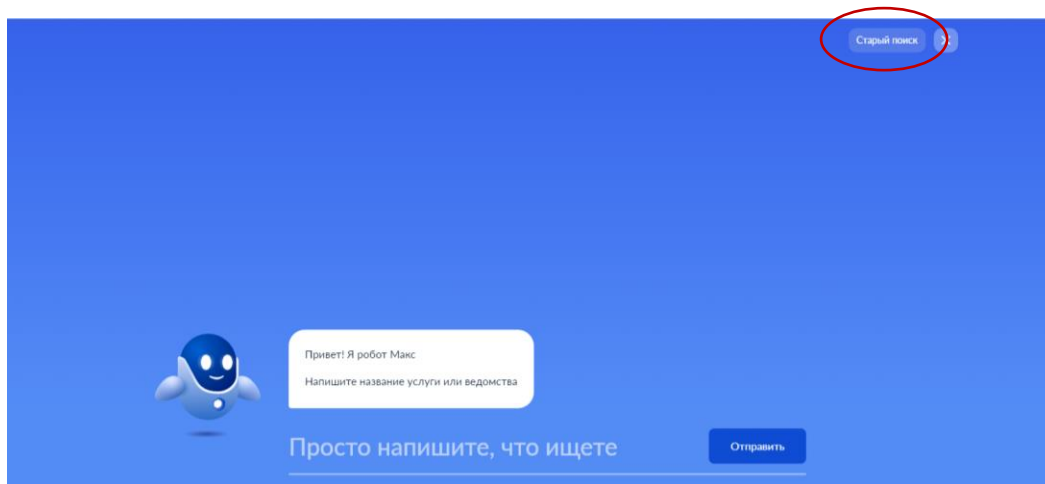 Старый поиск
Привет! Я робот Макс
Напишите название услуги или ведомства
Просто напишите, что ищете
Отправить